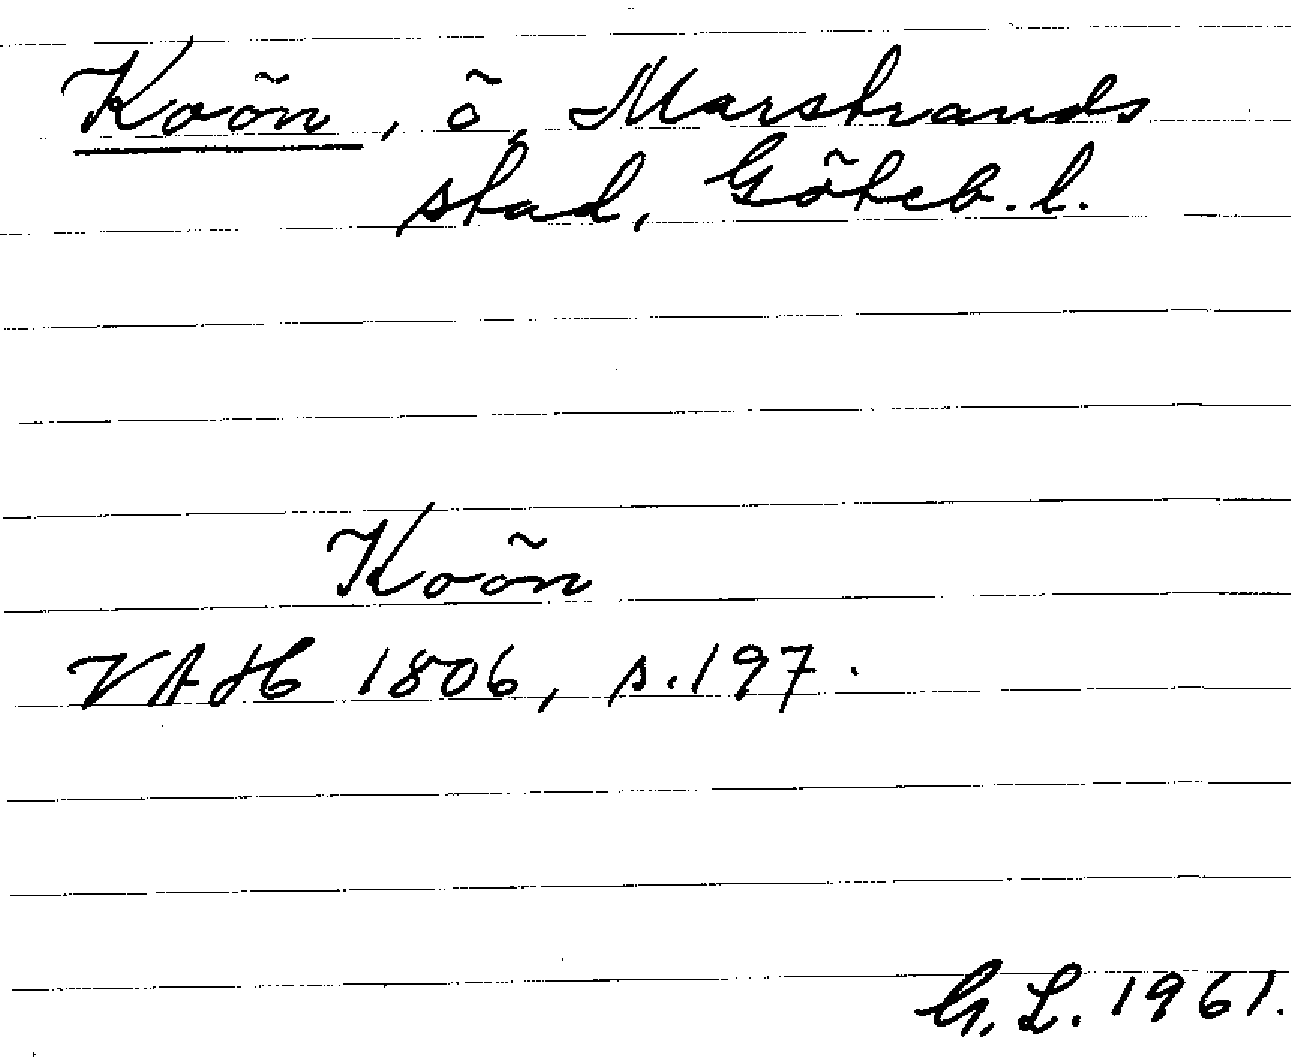 Koön, ö, Marstrands
stad, Göteb. l.
Koön
VAH 1806, s. 197.
G. L. 1961.